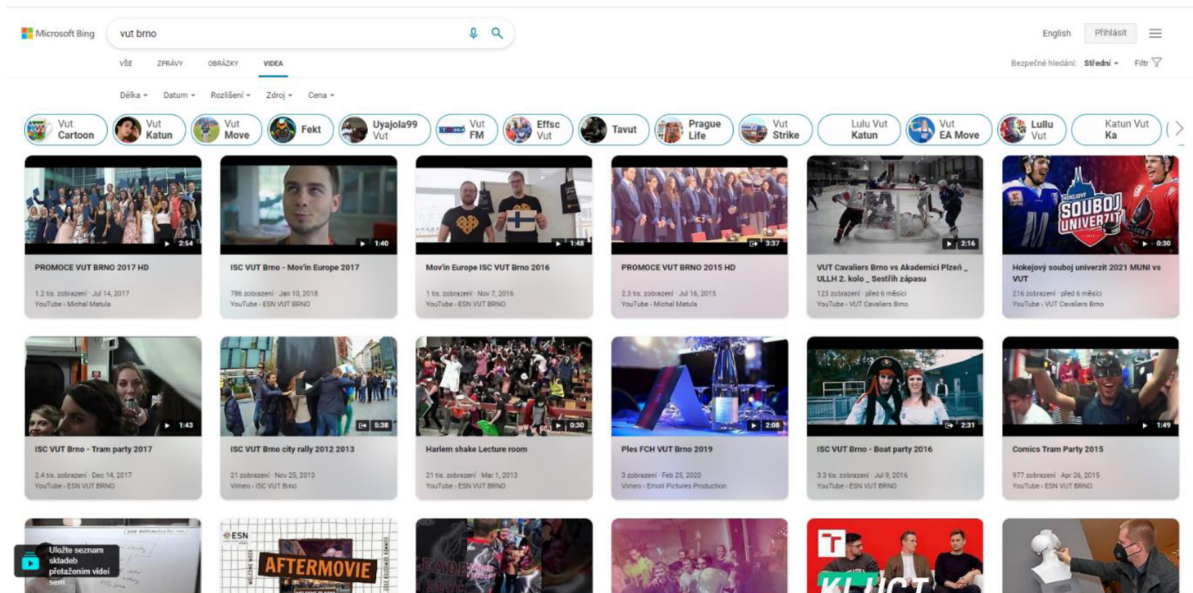 Microsoft Bing
vut brno
English
Přihlásit
VŠE
ZPRÁVY
OBRÁZKY
VIDEA
Bezpečné hledání: Střední
Filtr
Délka
Datum
Rozlišení
Zdroj
Cena
Vut Cartoon
Vut Katun
Vut Move
Fekt
Uyajola99 Vut
Vut FM
Effsc Vut
Tavut
Prague Life
Vut Strike
Lulu Vut Katun
Vut EA Move
Lullu Vut
Katun Vut Ka
2:54
1:40
1:48
3:37
2:16
HOKEJOVÝ
SOUBOJ
UNIVERZIT
0:30
PROMOCE VUT BRNO 2017 HD
1.2 tis. zobrazení · Jul 14, 2017
YouTube › Michal Matula
ISC VUT Brno - Mov'in Europe 2017
786 zobrazení · Jan 10, 2018
YouTube › ESN VUT BRNO
Mov'in Europe ISC VUT Brno 2016
1 tis. zobrazení · Nov 7, 2016
YouTube › ESN VUT BRNO
PROMOCE VUT BRNO 2015 HD
2.3 tis. zobrazení · Jul 16, 2015
YouTube › Michal Matula
VUT Cavaliers Brno vs Akademici Plzeň _
ULLH 2. kolo _ Sestřih zápasu
123 zobrazení · před 6 měsíci
YouTube › VUT Cavaliers Brno
Hokejový souboj univerzit 2021 MUNI vs
VUT
216 zobrazení · před 6 měsíci
YouTube › VUT Cavaliers Brno
1:43
5:38
0:30
2:08
2:31
1:49
ISC VUT Brno - Tram party 2017
2.4 tis. zobrazení · Dec 14, 2017
YouTube › ESN VUT BRNO
ISC VUT Brno city rally 2012 2013
21 zobrazení · Nov 25, 2013
Vimeo › ISC VUT Brno
Harlem shake Lecture room
21 tis. zobrazení · Mar 1, 2013
YouTube › ESN VUT BRNO
Ples FCH VUT Brno 2019
3 zobrazení · Feb 25, 2020
Vimeo › Emoti Pictures Production
ISC VUT Brno - Boat party 2016
3.3 tis. zobrazení · Jul 9, 2016
YouTube › ESN VUT BRNO
Comics Tram Party 2015
977 zobrazení · Apr 26, 2015
YouTube › ESN VUT BRNO
Uložte seznam
skladeb
přetažením videí
sem.
ESN
AFTERMOVIE